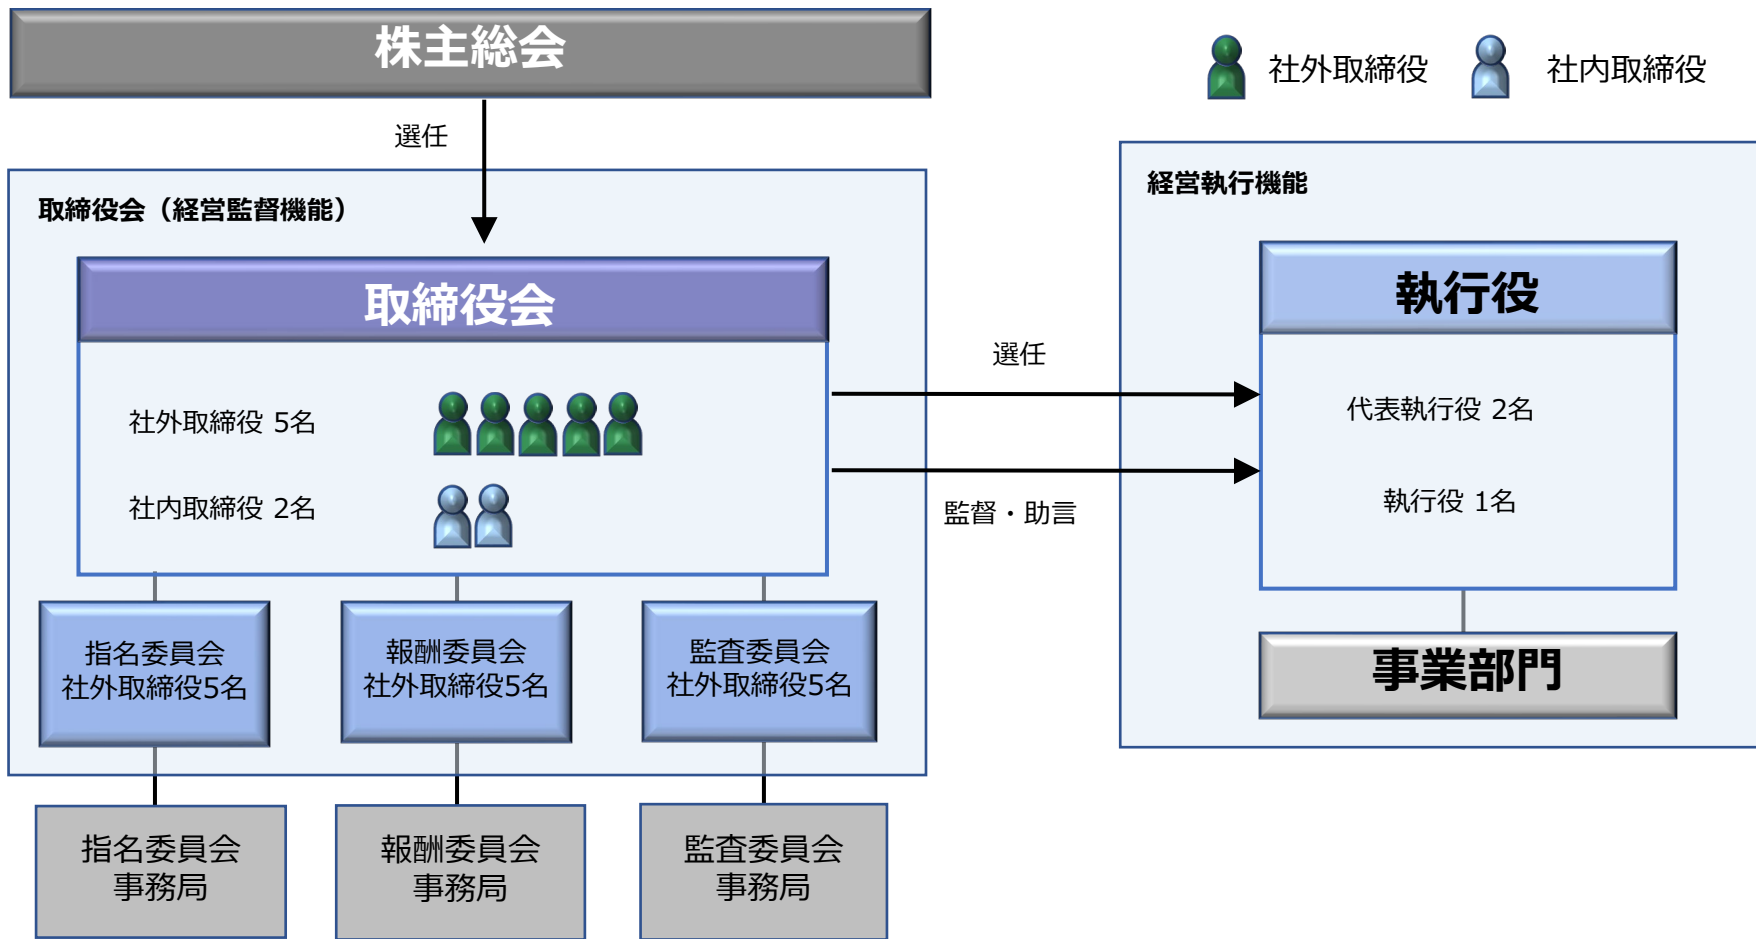 株主総会
社外取締役
社内取締役
選任
取締役会（経営監督機能）
取締役会
社外取締役 5名
社内取締役 2名
選任
監督・助言
経営執行機能
執行役
代表執行役 2名
執行役 1名
事業部門
指名委員会
社外取締役5名
報酬委員会
社外取締役5名
監査委員会
社外取締役5名
指名委員会
事務局
報酬委員会
事務局
監査委員会
事務局